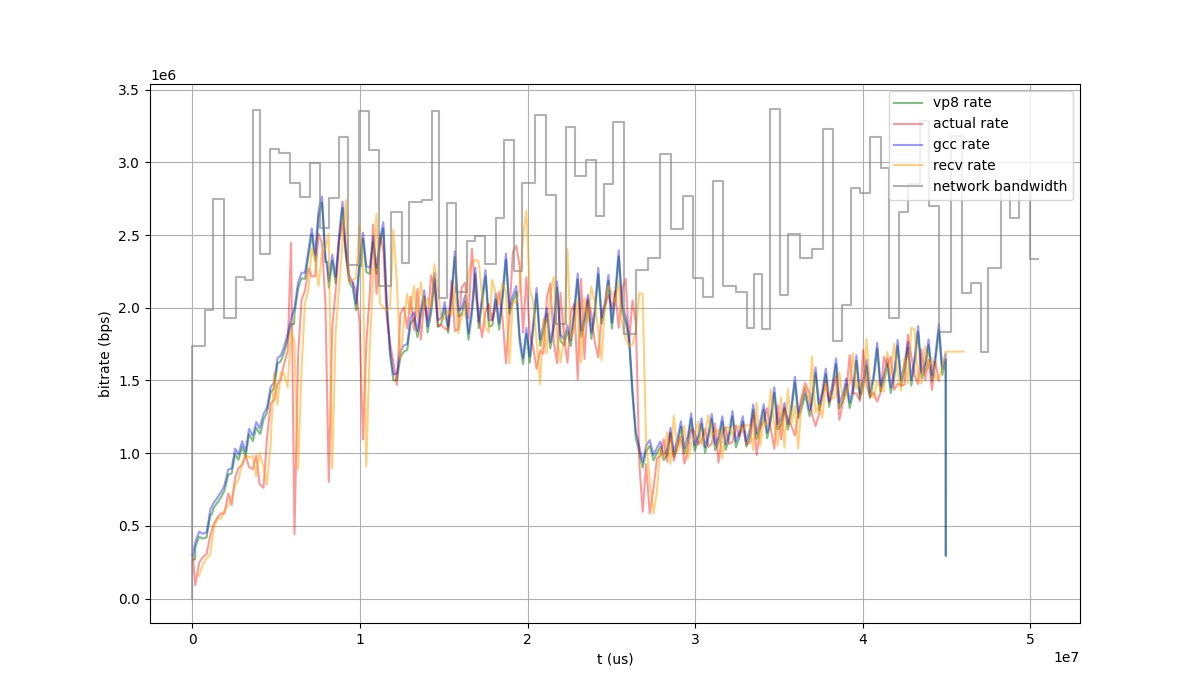 1e6
3.5
3.0
2.5
2.0
1.5
1.0
0.5
0.0
bitrate (bps)
vp8 rate
actual rate
gcc rate
recv rate
network bandwidth
0 1 2 3 4 5
t (us)
1e7